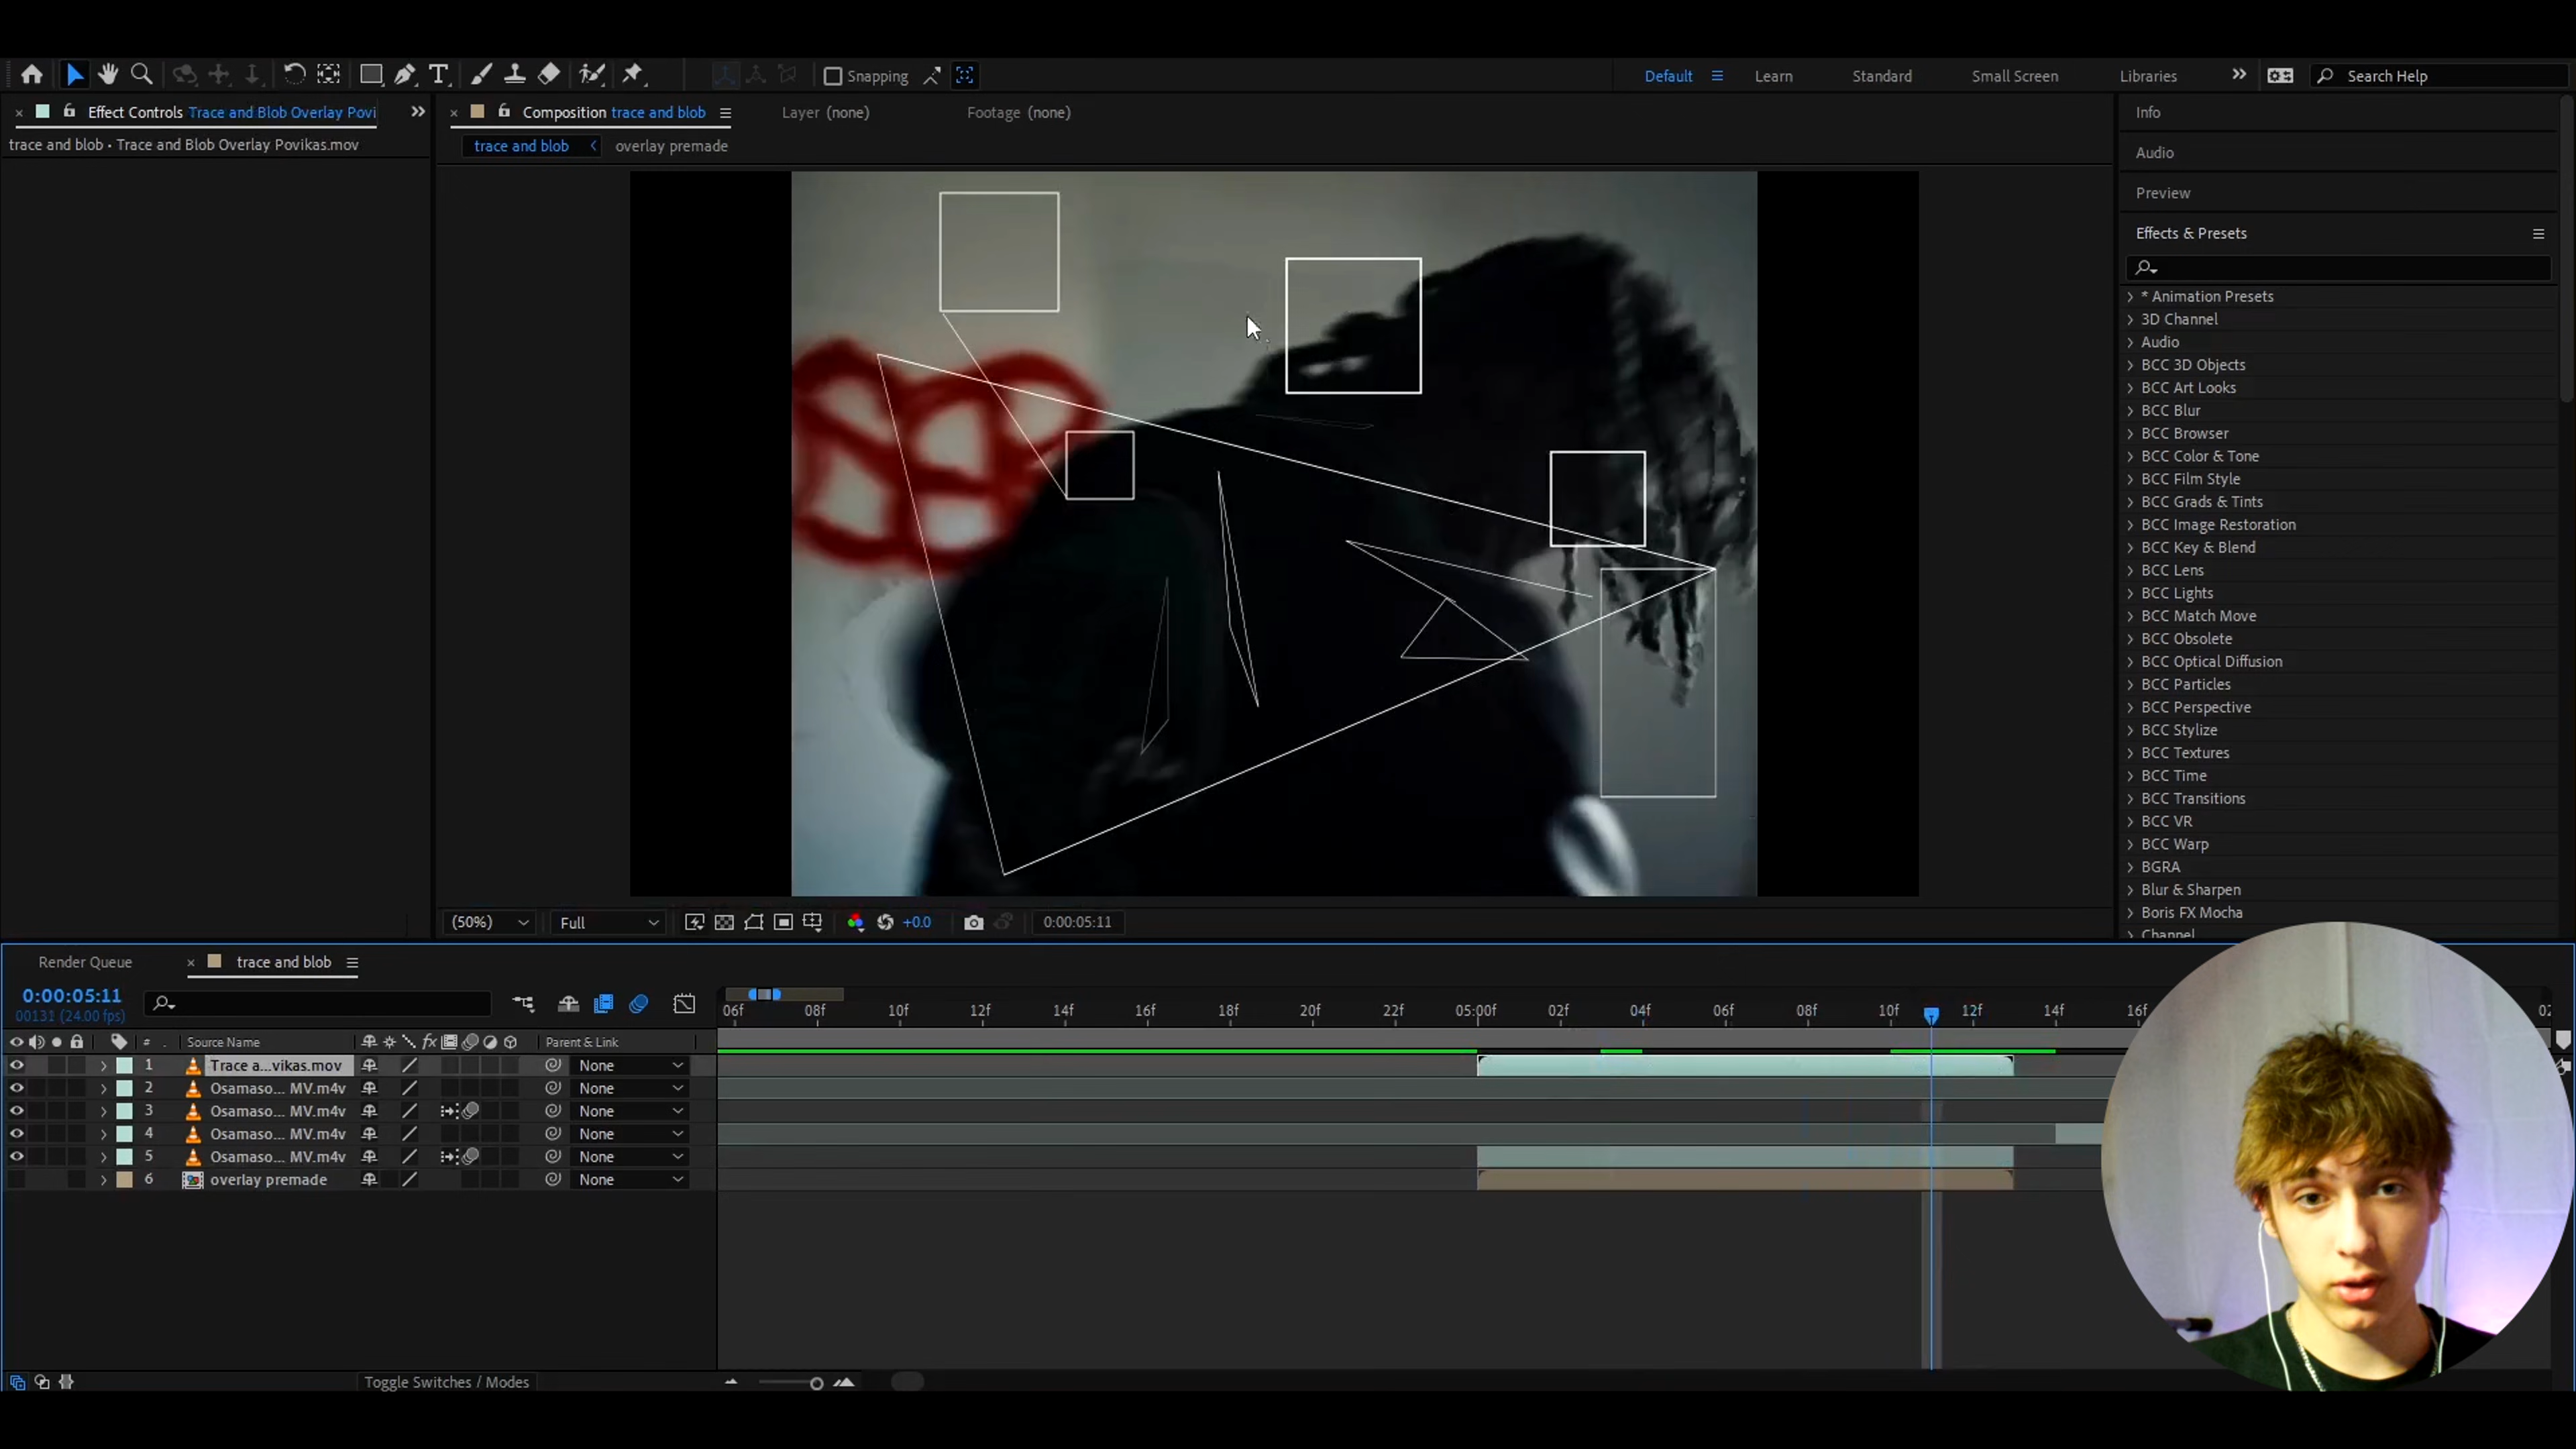 Snapping
Default
Learn
Standard
Small Screen
Libraries
Search Help
Effect Controls Trace and Blob Overlay Povi
Composition trace and blob
Layer (none)
Footage (none)
trace and blob • Trace and Blob Overlay Povikas.mov
trace and blob
overlay premade
Info
Audio
Preview
Effects & Presets
* Animation Presets
3D Channel
Audio
BCC 3D Objects
BCC Art Looks
BCC Blur
BCC Browser
BCC Color & Tone
BCC Film Style
BCC Grads & Tints
BCC Image Restoration
BCC Key & Blend
BCC Lens
BCC Lights
BCC Match Move
BCC Obsolete
BCC Optical Diffusion
BCC Particles
BCC Perspective
BCC Stylize
BCC Textures
BCC Time
BCC Transitions
BCC VR
BCC Warp
BGRA
Blur & Sharpen
Boris FX Mocha
Channel
(50%)
Full
+0.0
0:00:05:11
Render Queue
trace and blob
0:00:05:11
00131 (24.00 fps)
06f 08f 10f 12f 14f 16f 18f 20f 22f 05:00f 02f 04f 06f 08f 10f 12f 14f 16f 02
# Source Name fx Parent & Link
1 Trace a...vikas.mov None
2 Osamaso... MV.m4v None
3 Osamaso... MV.m4v None
4 Osamaso... MV.m4v None
5 Osamaso... MV.m4v None
6 overlay premade None
Toggle Switches / Modes